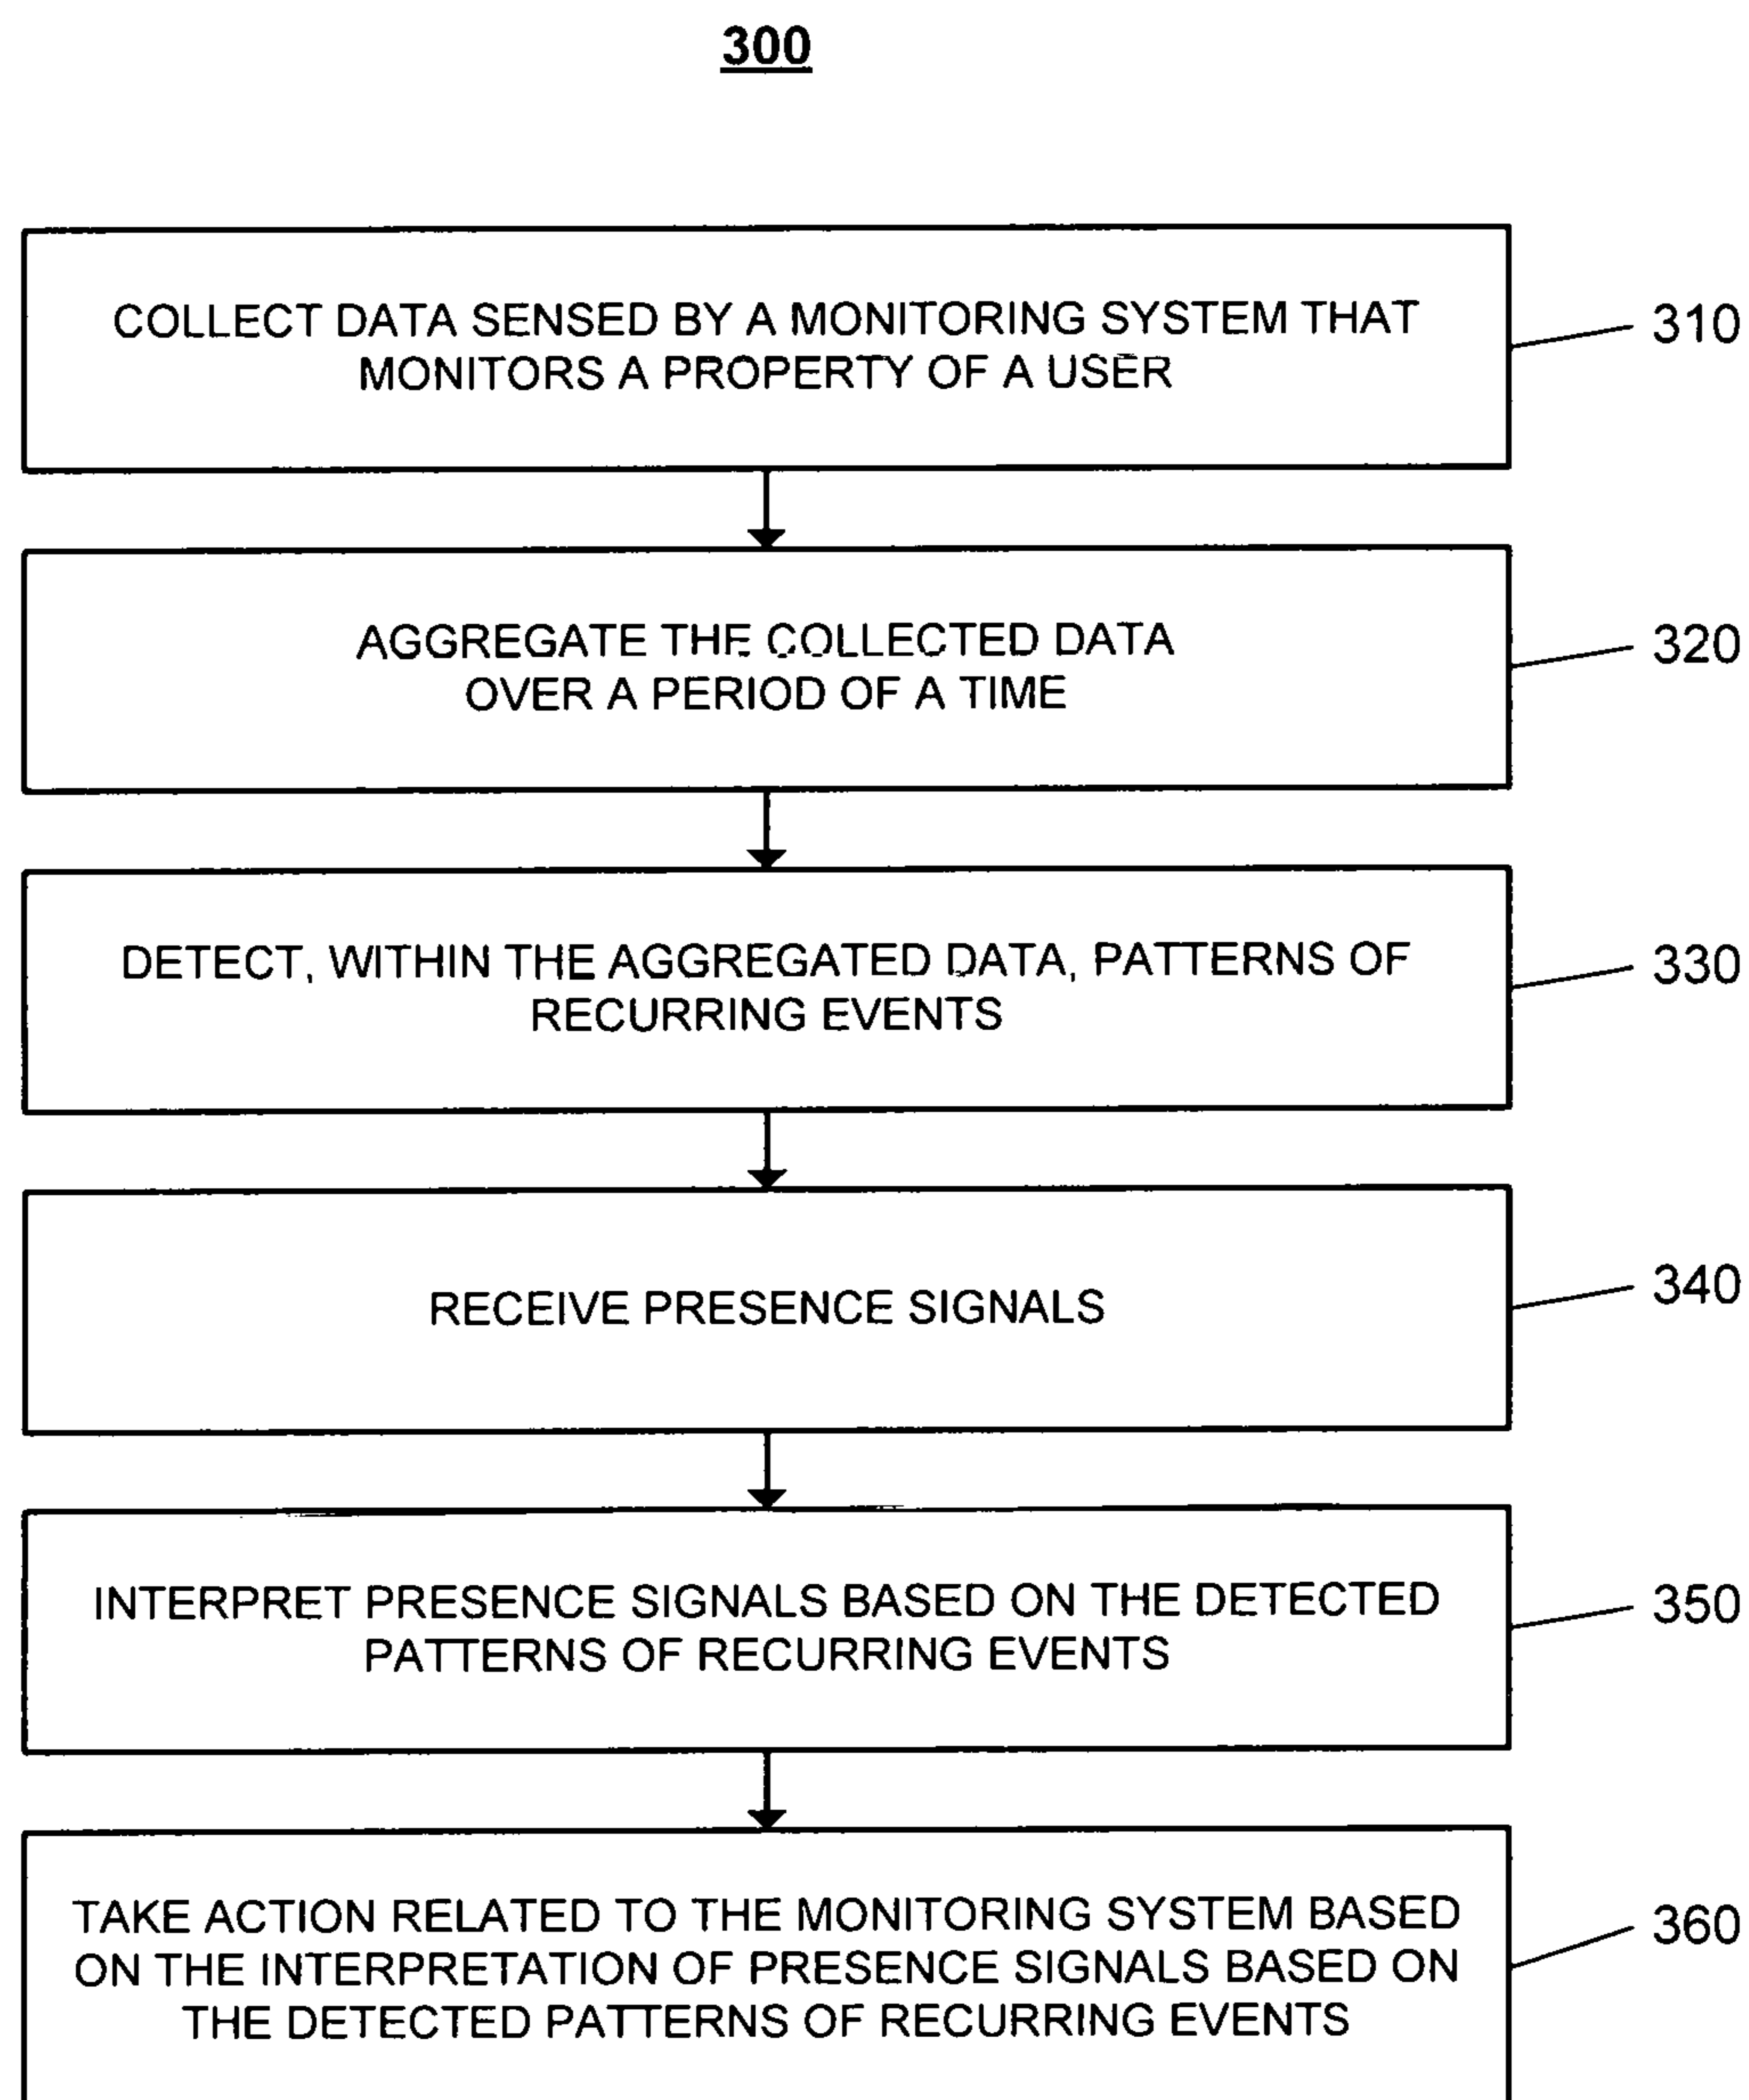 300
COLLECT DATA SENSED BY A MONITORING SYSTEM THAT
MONITORS A PROPERTY OF A USER
310
AGGREGATE THE COLLECTED DATA
OVER A PERIOD OF A TIME
320
DETECT, WITHIN THE AGGREGATED DATA, PATTERNS OF
RECURRING EVENTS
330
RECEIVE PRESENCE SIGNALS
340
INTERPRET PRESENCE SIGNALS BASED ON THE DETECTED
PATTERNS OF RECURRING EVENTS
350
TAKE ACTION RELATED TO THE MONITORING SYSTEM BASED
ON THE INTERPRETATION OF PRESENCE SIGNALS BASED ON
THE DETECTED PATTERNS OF RECURRING EVENTS
360